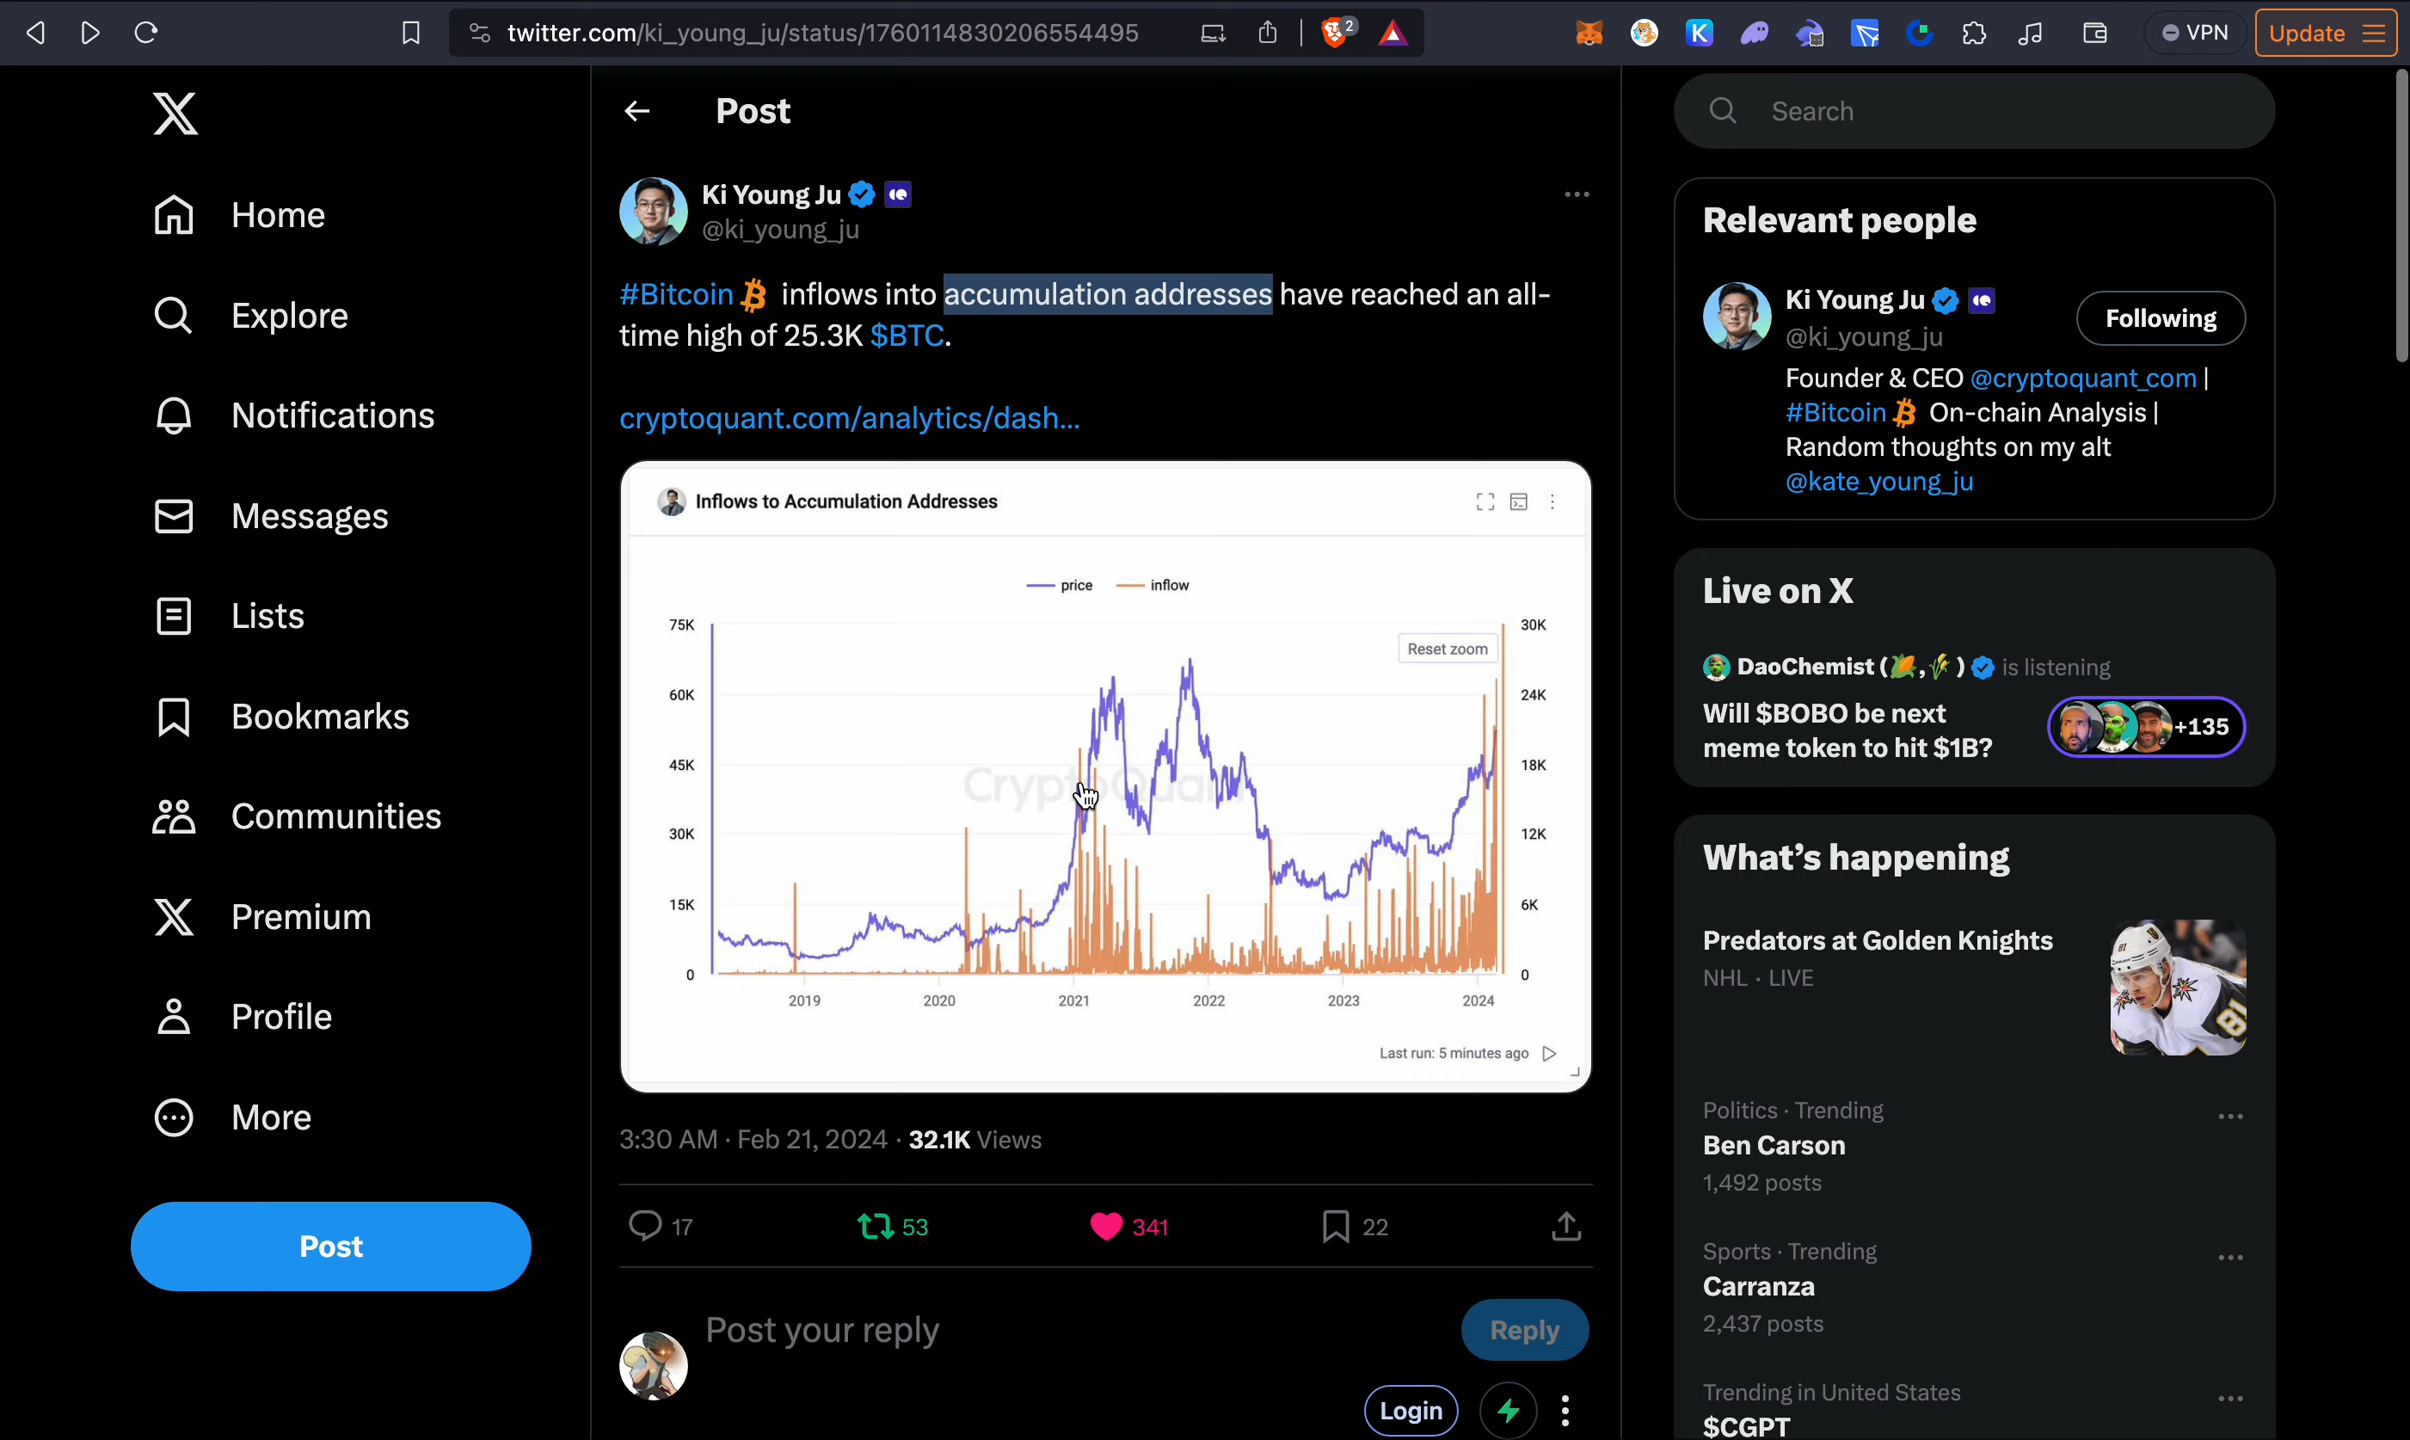 twitter.com/ki_young_ju/status/1760114830206554495
2
VPN
Update
Home
Explore
Notifications
Messages
Lists
Bookmarks
Communities
Premium
Profile
More
Post
Post
Ki Young Ju
@ki_young_ju
#Bitcoin inflows into accumulation addresses have reached an all-
time high of 25.3K $BTC.
cryptoquant.com/analytics/dash...
Inflows to Accumulation Addresses
price inflow
75K
60K
45K
30K
15K
0
30K
24K
18K
12K
6K
0
Reset zoom
CryptoQuant
2019 2020 2021 2022 2023 2024
Last run: 5 minutes ago
3:30 AM · Feb 21, 2024 · 32.1K Views
17 53 341 22
Post your reply
Reply
Login
Search
Relevant people
Ki Young Ju
@ki_young_ju
Following
Founder & CEO @cryptoquant_com |
#Bitcoin On-chain Analysis |
Random thoughts on my alt
@kate_young_ju
Live on X
DaoChemist (🌽,🌾) is listening
Will $BOBO be next
meme token to hit $1B?
+135
What's happening
Predators at Golden Knights
NHL · LIVE
Politics · Trending
Ben Carson
1,492 posts
Sports · Trending
Carranza
2,437 posts
Trending in United States
$CGPT